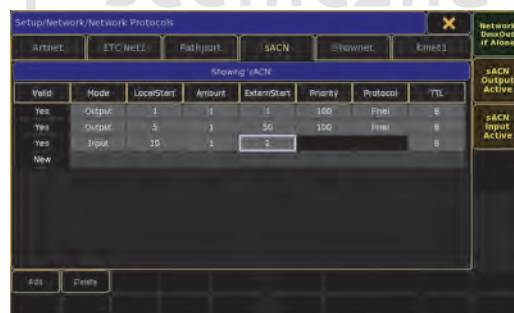 Setup/Network/Network Protocols
Network DmxOut if Alone
Artnet ETC Net2 Pathport sACN Shownet Kinet1
Showing 'sACN'
sACN Output Active
Valid Mode LocalStart Amount ExternStart Priority Protocol TTL
Yes Output 1 1 1 100 Final 8
Yes Output 5 1 50 100 Final 8
sACN Input Active
Yes Input 10 1 2 8
New
Add Delete